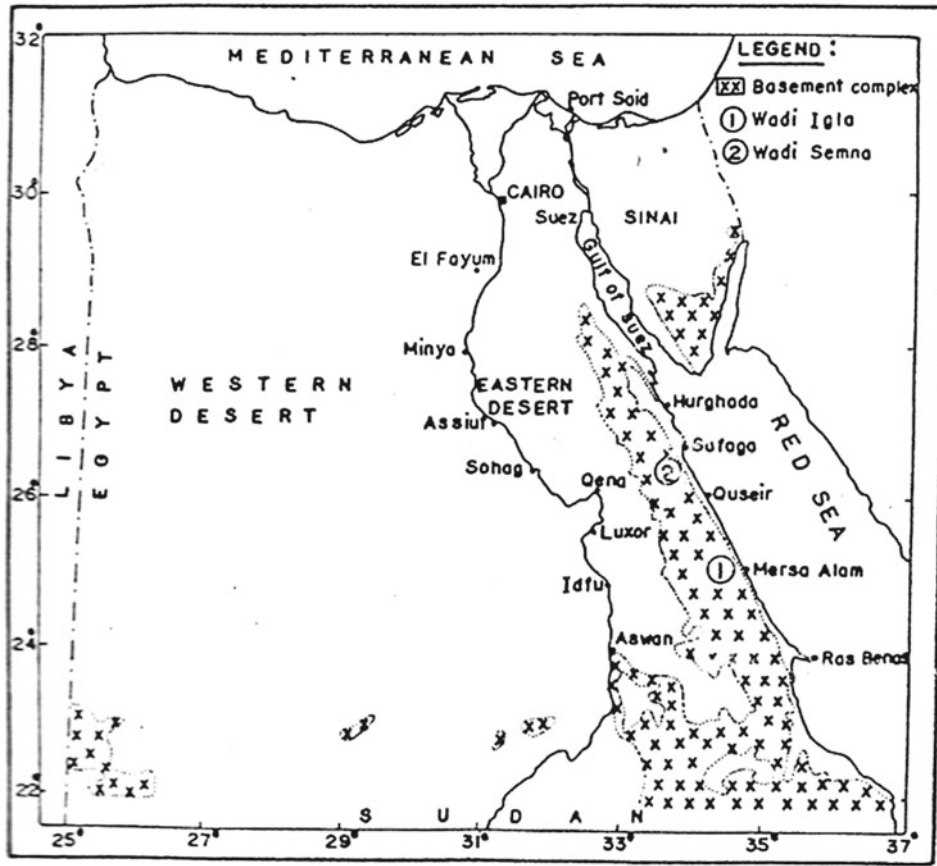 32°
30°
28°
26°
24°
22°
25°
27°
29°
31°
33°
35°
37°
MEDITERRANEAN SEA
LEGEND :
xx Basement complex
1 Wadi Igla
2 Wadi Semna
Port Said
CAIRO
Suez
SINAI
El Fayum
Gulf of Suez
Minya
WESTERN
DESERT
EASTERN
DESERT
Assiut
Hurghada
Safaga
Sohag
Qena
2
Quseir
RED SEA
LIBYA
EGYPT
Luxor
1
Mersa Alam
Idfu
Aswan
Ras Benas
SUDAN